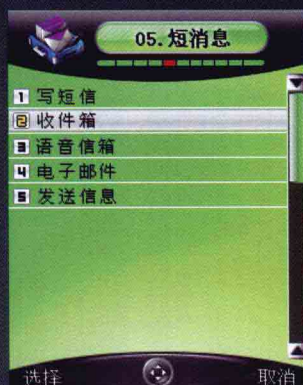 05.短消息
1 写短信
2 收件箱
3 语音信箱
4 电子邮件
5 发送信息
选择 取消